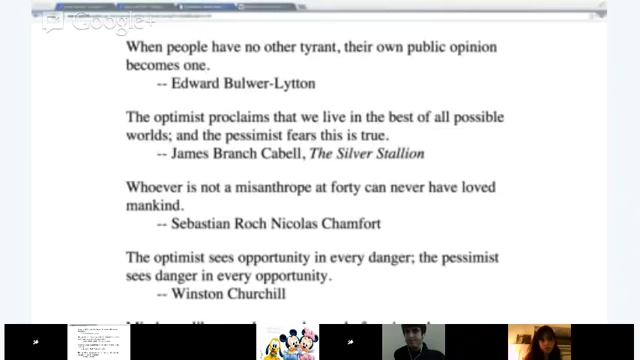 Google+
When people have no other tyrant, their own public opinion
becomes one.
-- Edward Bulwer-Lytton
The optimist proclaims that we live in the best of all possible
worlds; and the pessimist fears this is true.
-- James Branch Cabell, The Silver Stallion
Whoever is not a misanthrope at forty can never have loved
mankind.
-- Sebastian Roch Nicolas Chamfort
The optimist sees opportunity in every danger; the pessimist
sees danger in every opportunity.
-- Winston Churchill